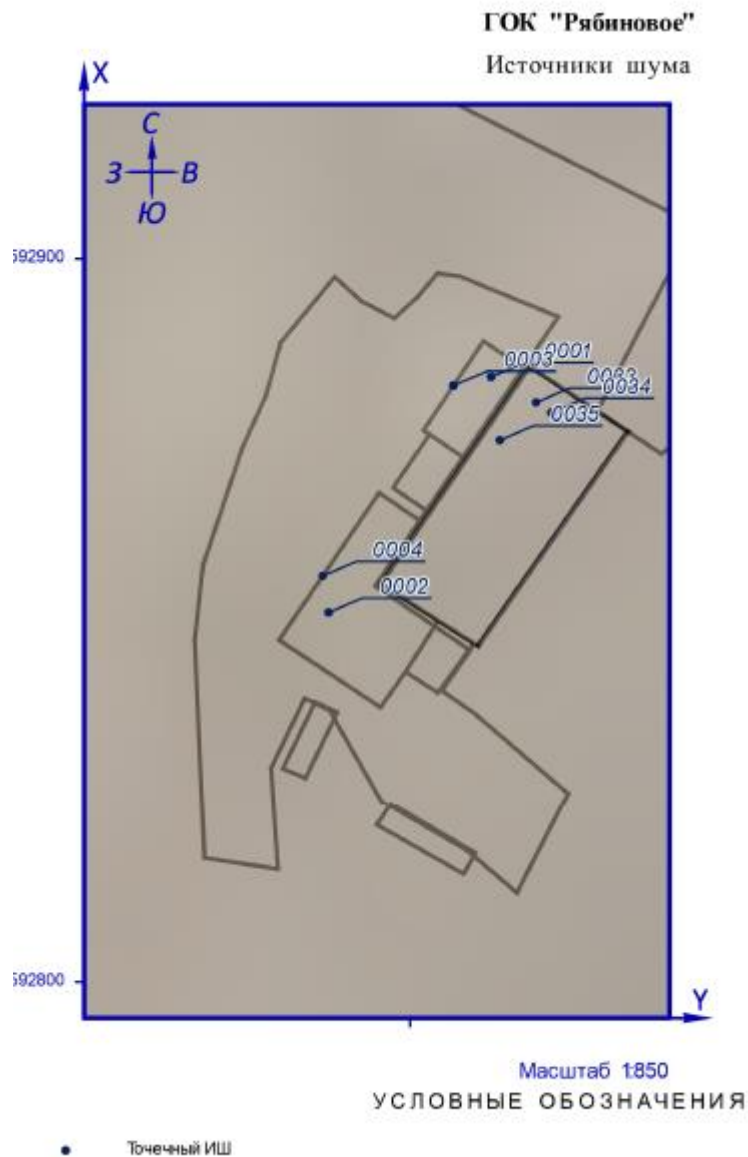 ГОК "Рябиновое"
Источники шума
X
С
З В
Ю
592900
0001
0003
0034
0035
0004
0002
592800
Y
Масштаб 1:850
УСЛОВНЫЕ ОБОЗНАЧЕНИЯ
Точечный ИШ